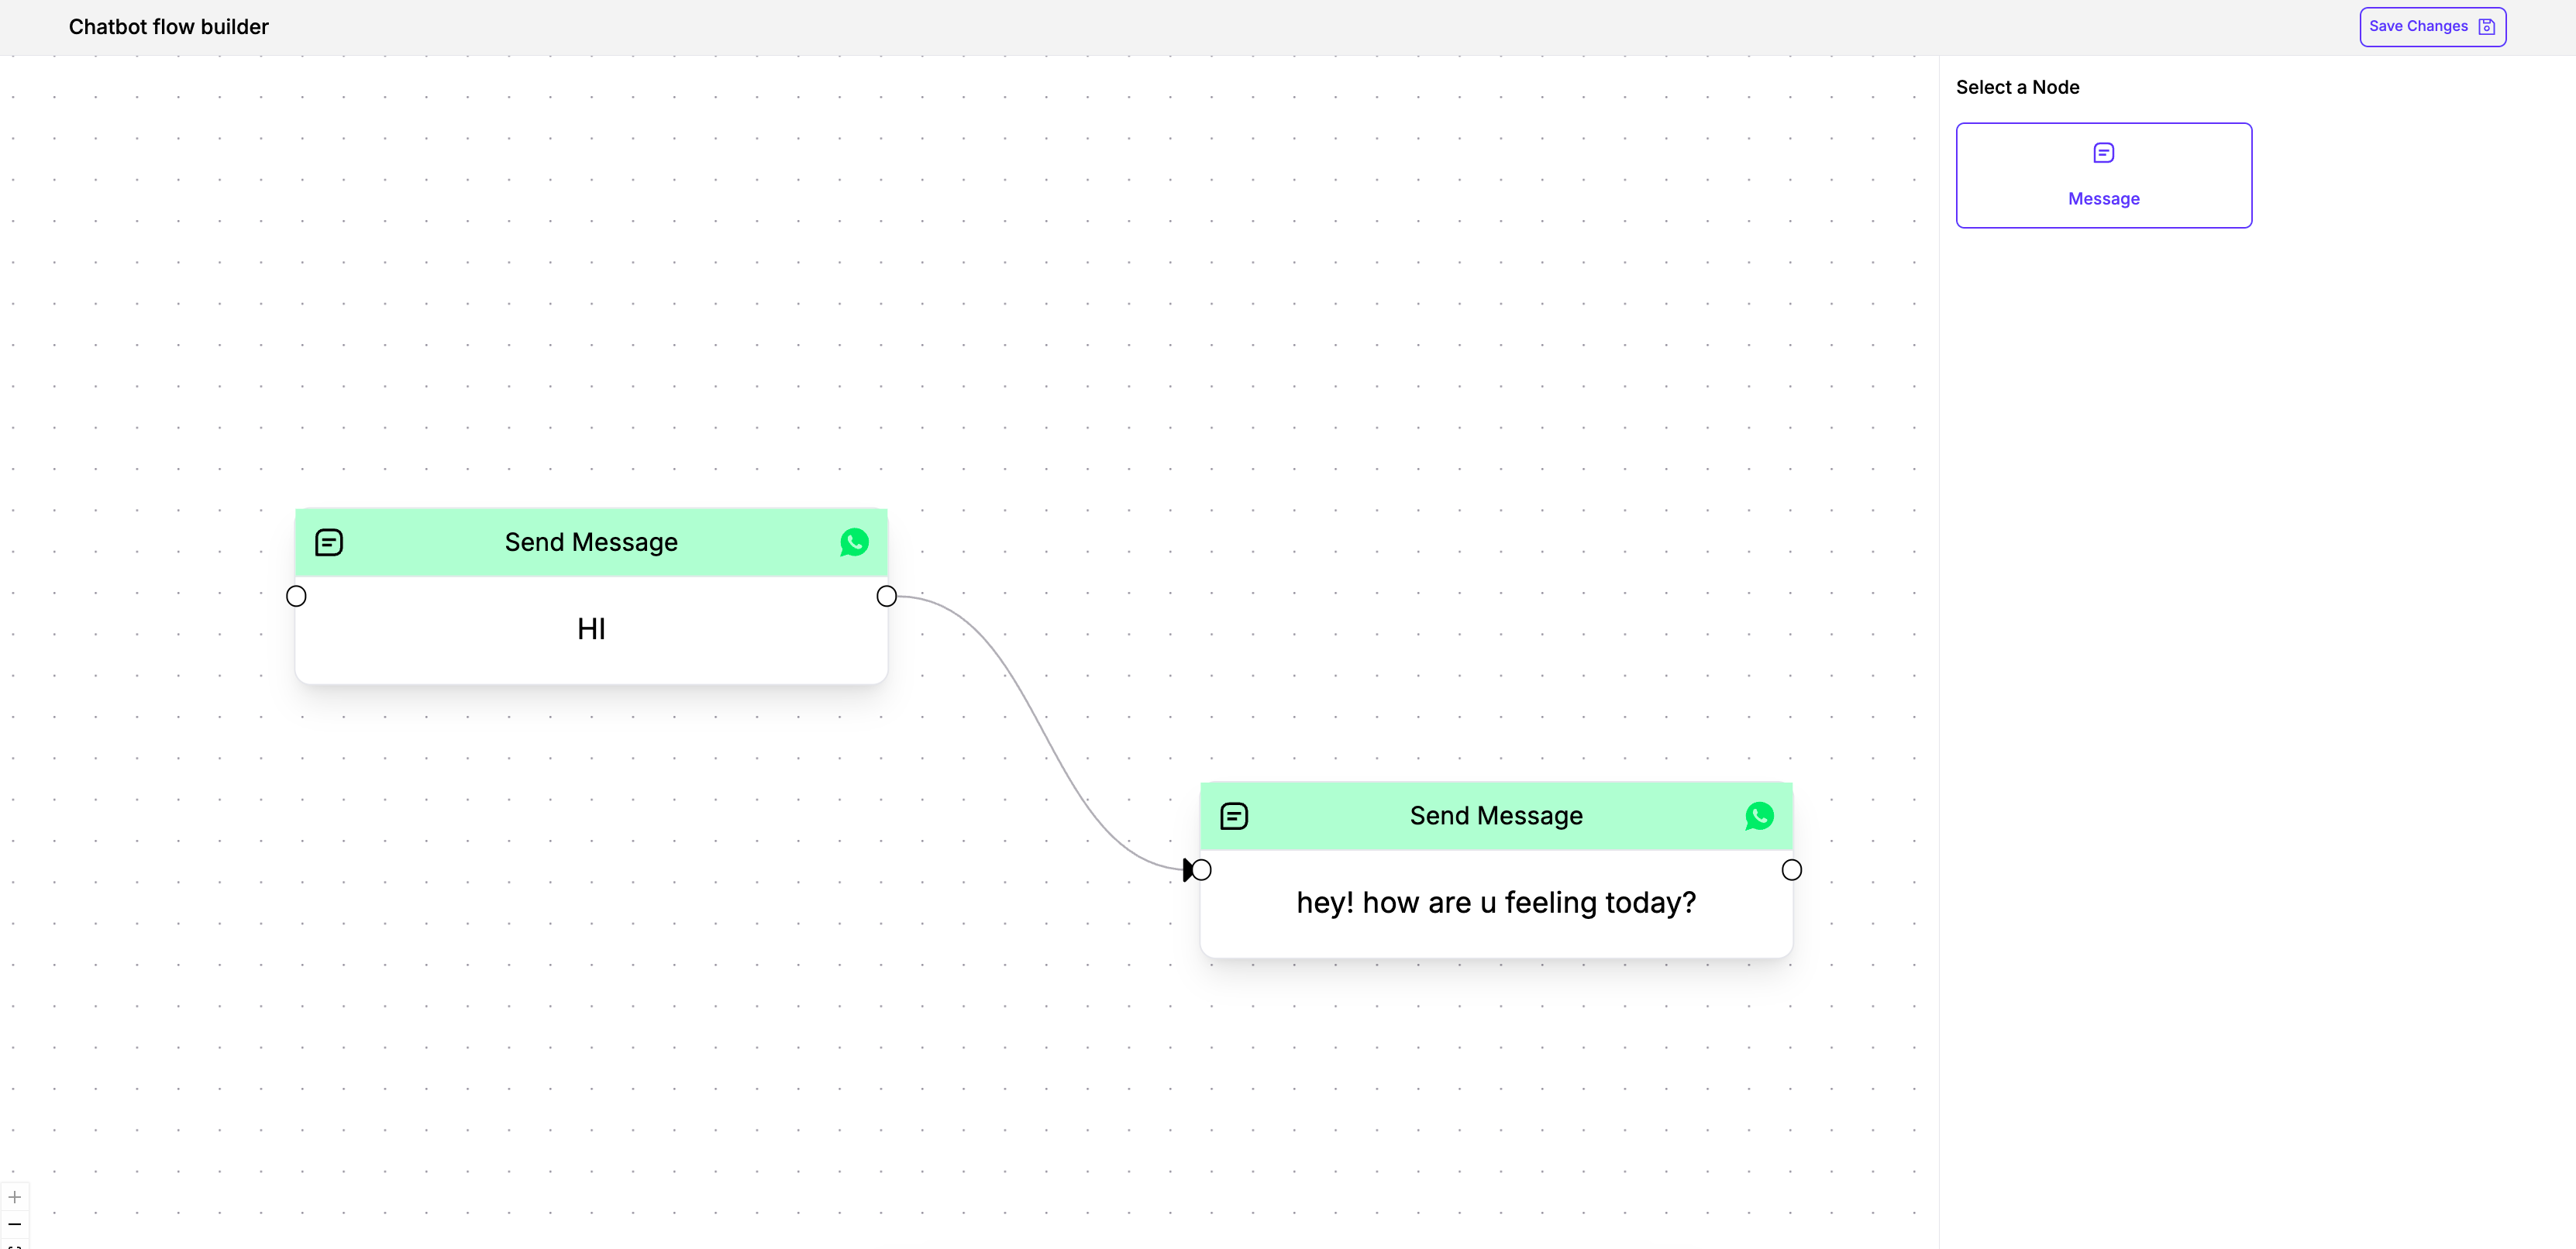 Chatbot flow builder
Save Changes
Select a Node
Message
Send Message
HI
Send Message
hey! how are u feeling today?